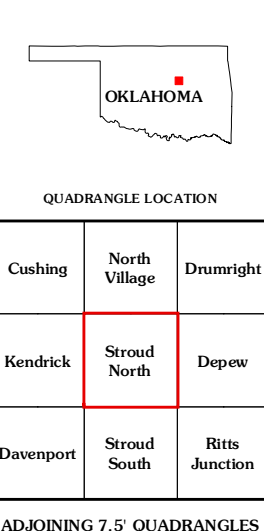 OKLAHOMA
QUADRANGLE LOCATION
Cushing
North
Village
Drumright
Kendrick
Stroud
North
Depew
Davenport
Stroud
South
Ritts
Junction
ADJOINING 7.5' QUADRANGLES